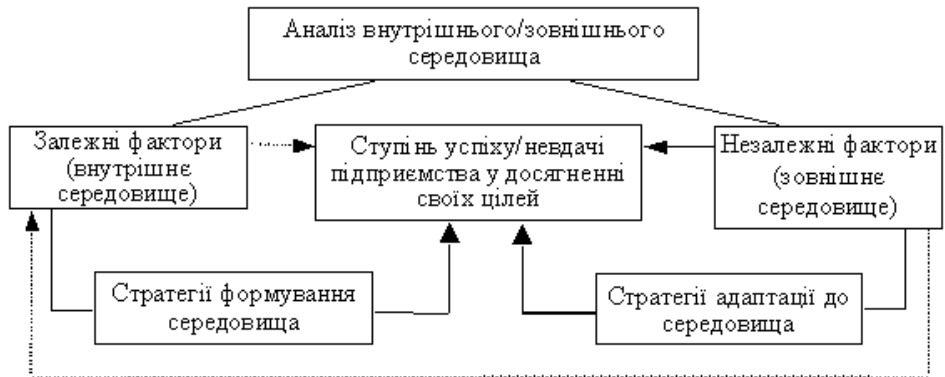 Аналіз внутрішнього/зовнішнього
середовища
Залежні фактори
(внутрішнє
середовище)
Ступінь успіху/невдачі
підприємства у досягненні
своїх цілей
Незалежні фактори
(зовнішнє
середовище)
Стратегії формування
середовища
Стратегії адаптації до
середовища